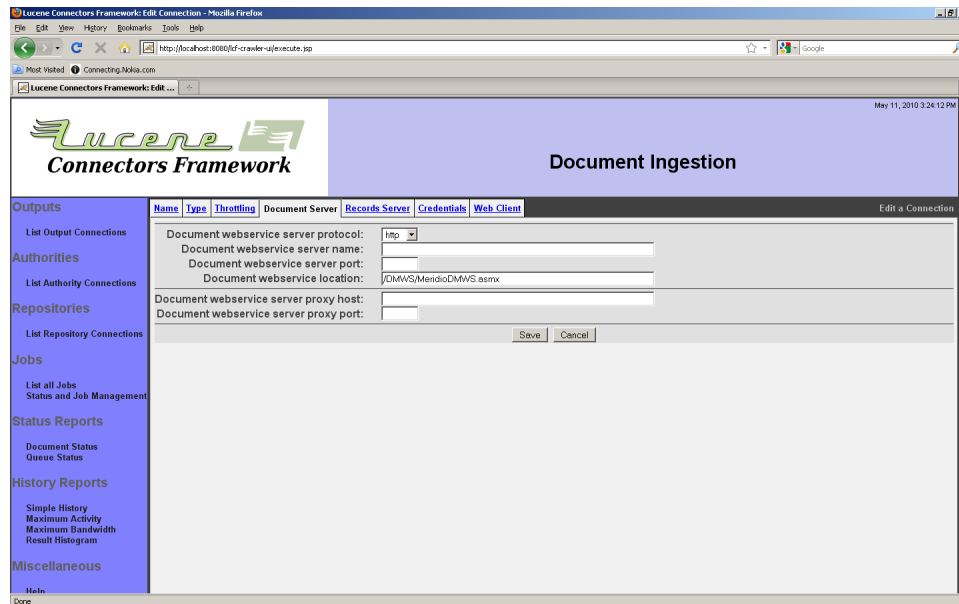 Lucene Connectors Framework: Edit Connection - Mozilla Firefox
File Edit View History Bookmarks Tools Help
http://localhost:8080/lcf-crawler-ui/execute.jsp
Google
Most Visited Connecting.Nokia.com
Lucene Connectors Framework: Edit ...
May 11, 2010 3:24:12 PM
Lucene
Connectors Framework
Document Ingestion
Outputs
List Output Connections
Authorities
List Authority Connections
Repositories
List Repository Connections
Jobs
List all Jobs
Status and Job Management
Status Reports
Document Status
Queue Status
History Reports
Simple History
Maximum Activity
Maximum Bandwidth
Result Histogram
Miscellaneous
Help
Name Type Throttling Document Server Records Server Credentials Web Client Edit a Connection
Document webservice server protocol: http
Document webservice server name:
Document webservice server port:
Document webservice location: /DMWS/MeridioDMWS.asmx
Document webservice server proxy host:
Document webservice server proxy port:
Save Cancel
Done